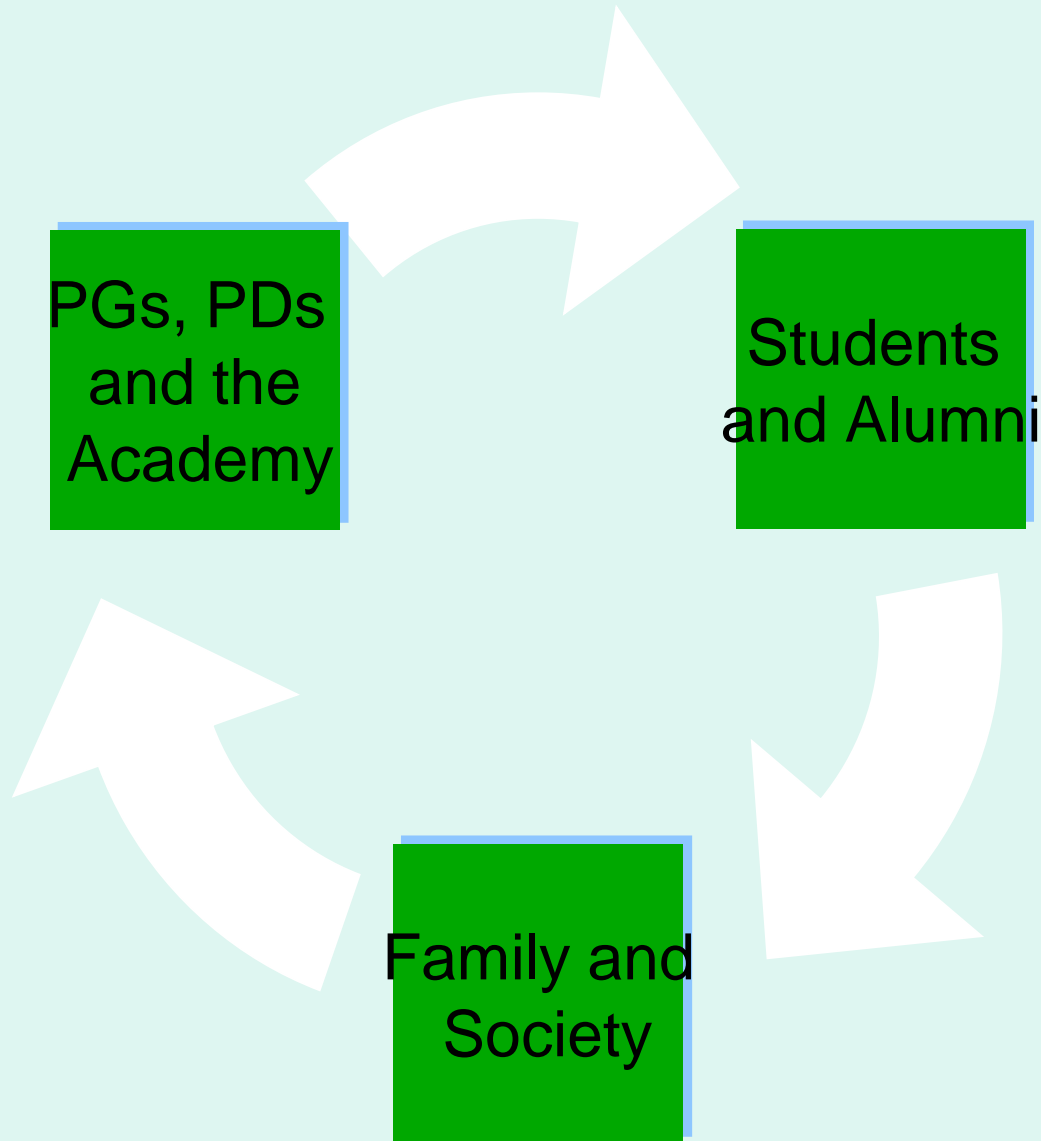 PGs, PDs
and the
Academy
Students
and Alumni
Family and
Society